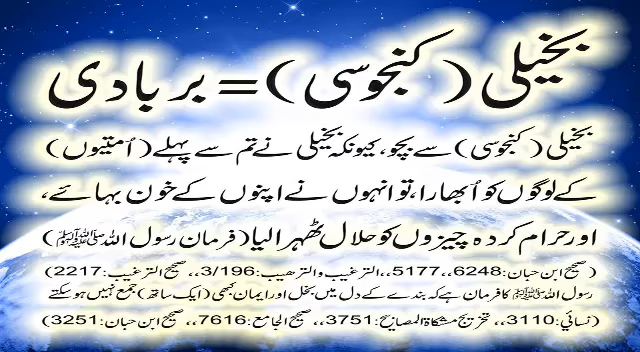 بخیلی (کنجوسی) = بربادی
بخیلی (کنجوسی) سے بچو، کیونکہ بخیلی نے تم سے پہلے (اُمتیوں)
کے لوگوں کو اُبھارا، تو انہوں نے اپنوں کے خون بہائے،
اور حرام کردہ چیزوں کو حلال ٹھہرا لیا (فرمان رسول اللہ ﷺ)
(صحیح ابن حبان:6248،،5177،،الترغیب والترھیب:3/196،،صحیح الترغیب:2217)
رسول اللہ ﷺ کا فرمان ہے کہ بندے کے دل میں بخل اور ایمان بھی (ایک ساتھ) جمع نہیں ہو سکتے
(نسائی:3110،،تخریج مشکاۃ المصابیح:3751،،صحیح الجامع:7616،،صحیح ابن حبان:3251)